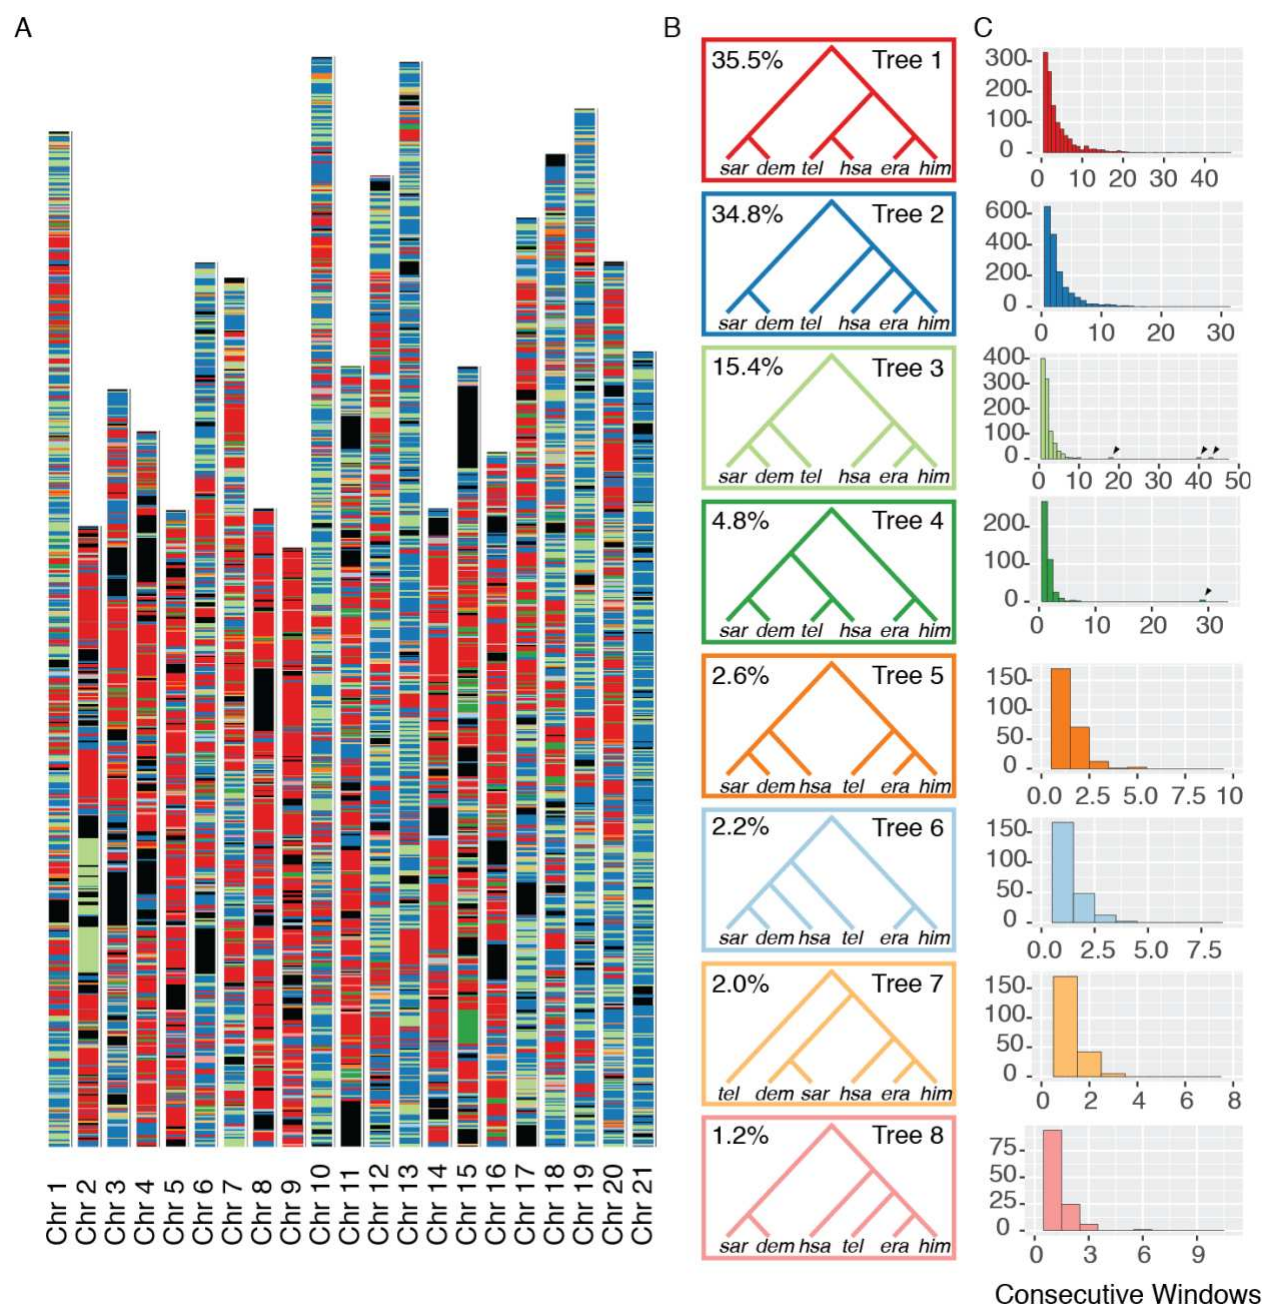 A
B
C
35.5% Tree 1
sar dem tel hsa era him
300
200
100
0
0 10 20 30 40
34.8% Tree 2
sar dem tel hsa era him
600
400
200
0
0 10 20 30
15.4% Tree 3
sar dem tel hsa era him
400
300
200
100
0
0 10 20 30 40 50
4.8% Tree 4
sar dem tel hsa era him
200
100
0
0 10 20 30
2.6% Tree 5
sar dem hsa tel era him
150
100
50
0
0.0 2.5 5.0 7.5 10
2.2% Tree 6
sar dem hsa tel era him
150
100
50
0
0.0 2.5 5.0 7.5
2.0% Tree 7
tel dem sar hsa era him
150
100
50
0
0 2 4 6 8
1.2% Tree 8
sar dem hsa tel era him
75
50
25
0
0 3 6 9
Consecutive Windows
Chr 1
Chr 2
Chr 3
Chr 4
Chr 5
Chr 6
Chr 7
Chr 8
Chr 9
Chr 10
Chr 11
Chr 12
Chr 13
Chr 14
Chr 15
Chr 16
Chr 17
Chr 18
Chr 19
Chr 20
Chr 21